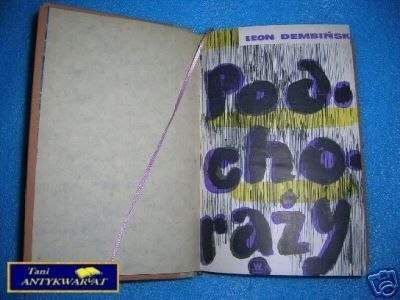 LEON DEMBIŃSK
Pod.
cho.
rąży
W
Tani
ANTYKWARIAT